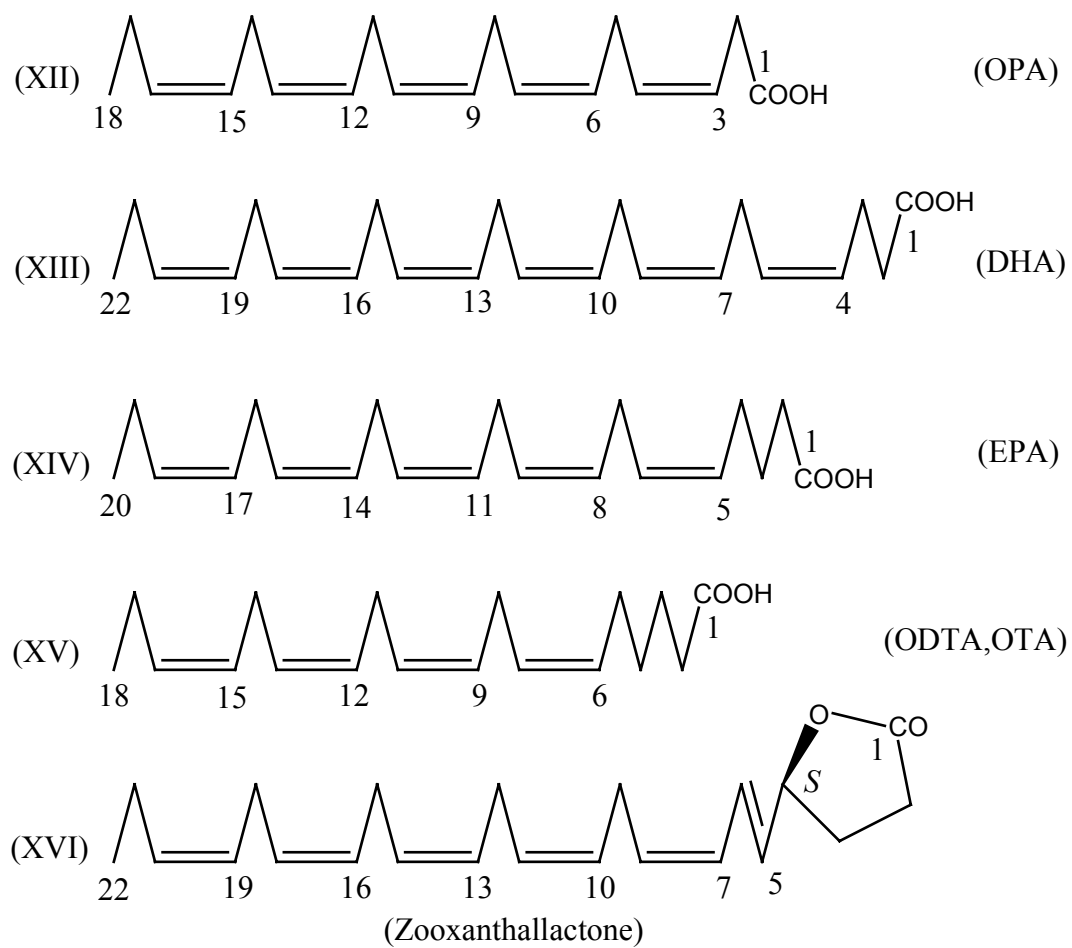 (XII) 1 COOH (OPA)
18 15 12 9 6 3
(XIII) COOH 1 (DHA)
22 19 16 13 10 7 4
(XIV) 1 COOH (EPA)
20 17 14 11 8 5
(XV) COOH 1 (ODTA,OTA)
18 15 12 9 6
O 1 CO
(XVI) S
22 19 16 13 10 7 5
(Zooxanthallactone)